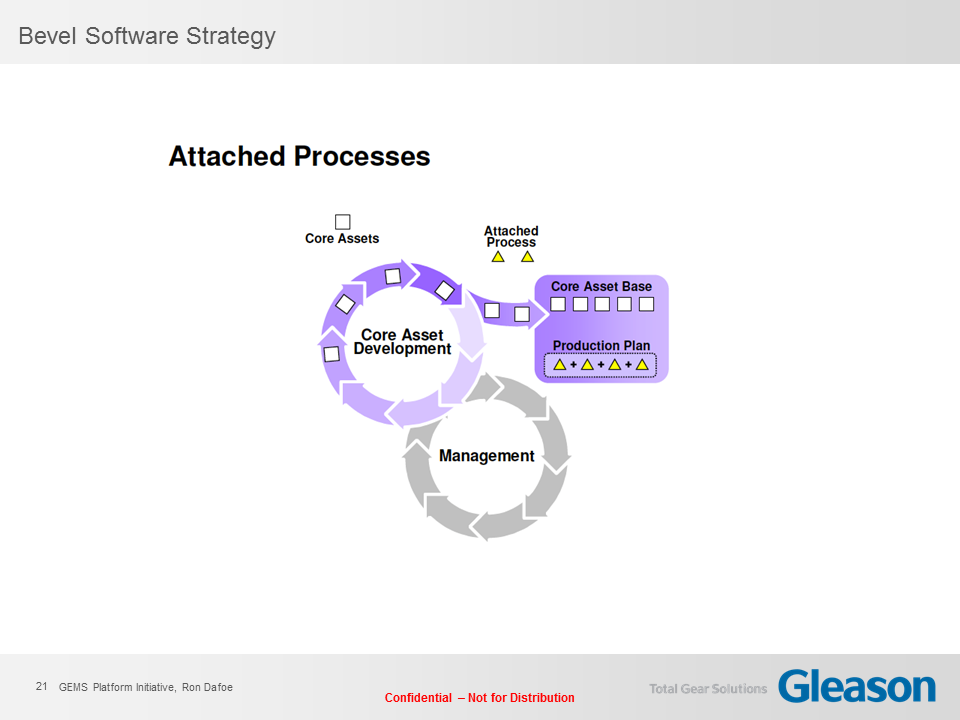 Bevel Software Strategy
Attached Processes
Core Assets
Attached
Process
Core Asset Base
Core Asset
Development
Production Plan
+ + +
Management
21 GEMS Platform Initiative, Ron Dafoe
Confidential – Not for Distribution
Total Gear Solutions Gleason